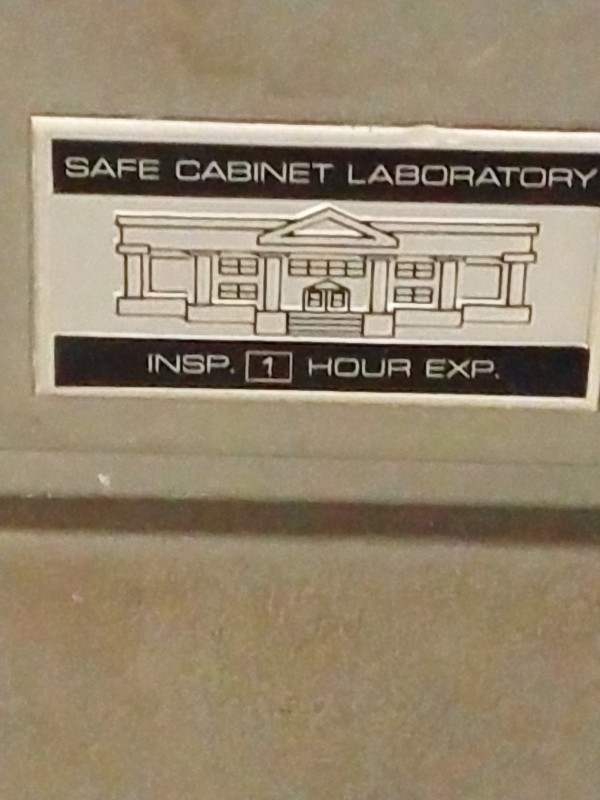 SAFE CABINET LABORATORY
INSP. 1 HOUR EXP.